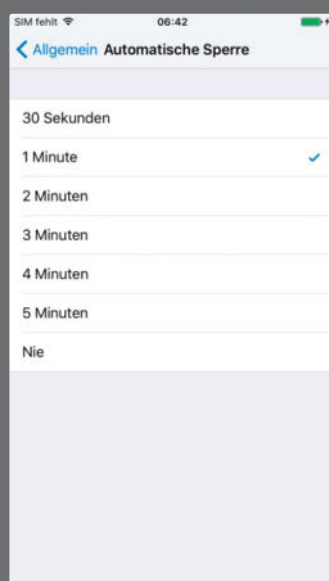 SIM fehlt 06:42
Allgemein Automatische Sperre
30 Sekunden
1 Minute
2 Minuten
3 Minuten
4 Minuten
5 Minuten
Nie